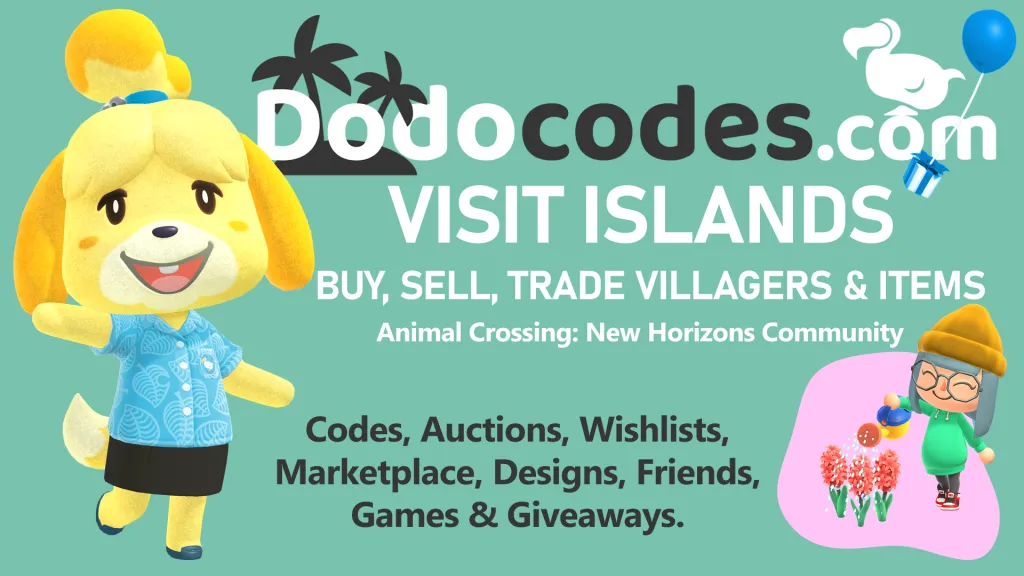 Dodocodes.com
VISIT ISLANDS
BUY, SELL, TRADE VILLAGERS & ITEMS
Animal Crossing: New Horizons Community
Codes, Auctions, Wishlists,
Marketplace, Designs, Friends,
Games & Giveaways.